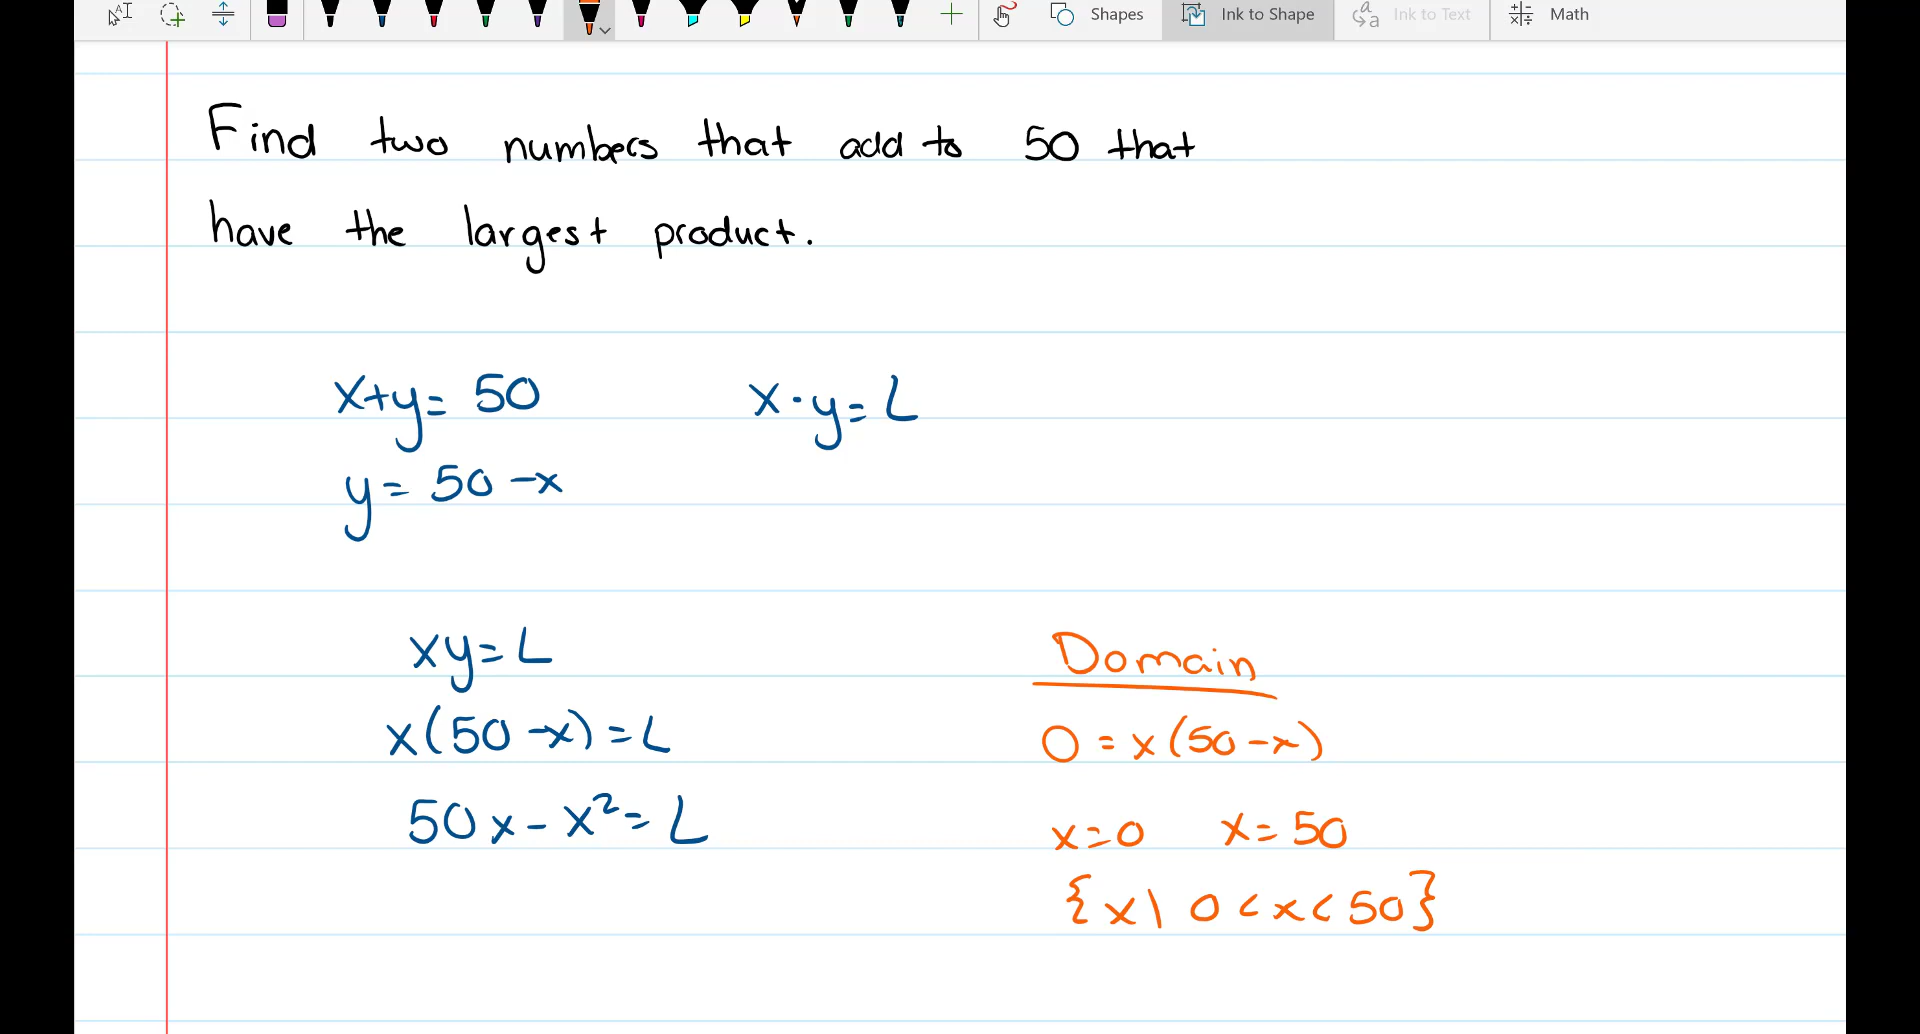 Shapes Ink to Shape Ink to Text Math
Find two numbers that add to 50 that
have the largest product.
x+y= 50
x·y=L
y= 50-x
xy=L
x(50-x)=L
50x-x²=L
Domain
0=x(50-x)
x=0 x=50
{x\ 0<x<50}